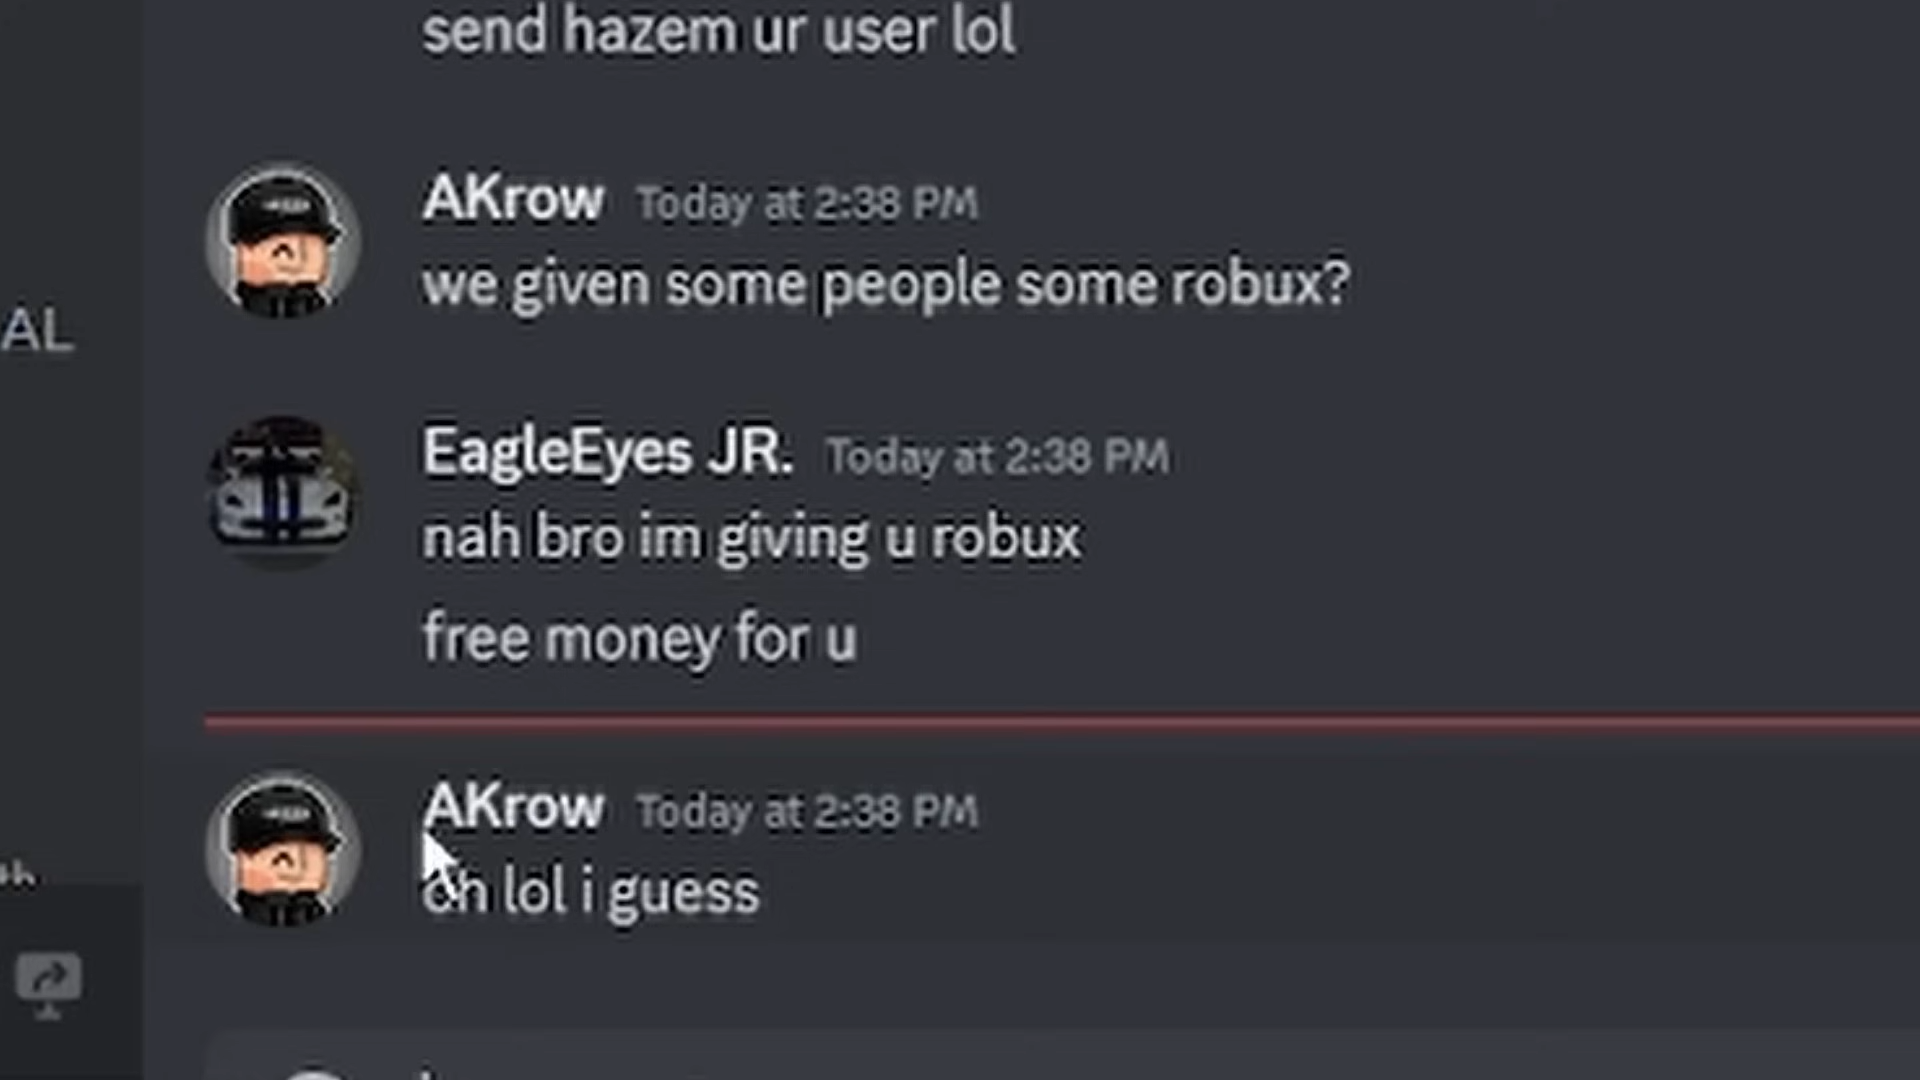 send hazem ur user lol
AKrow Today at 2:38 PM
we given some people some robux?
AL
EagleEyes JR. Today at 2:38 PM
nah bro im giving u robux
free money for u
AKrow Today at 2:38 PM
oh lol i guess